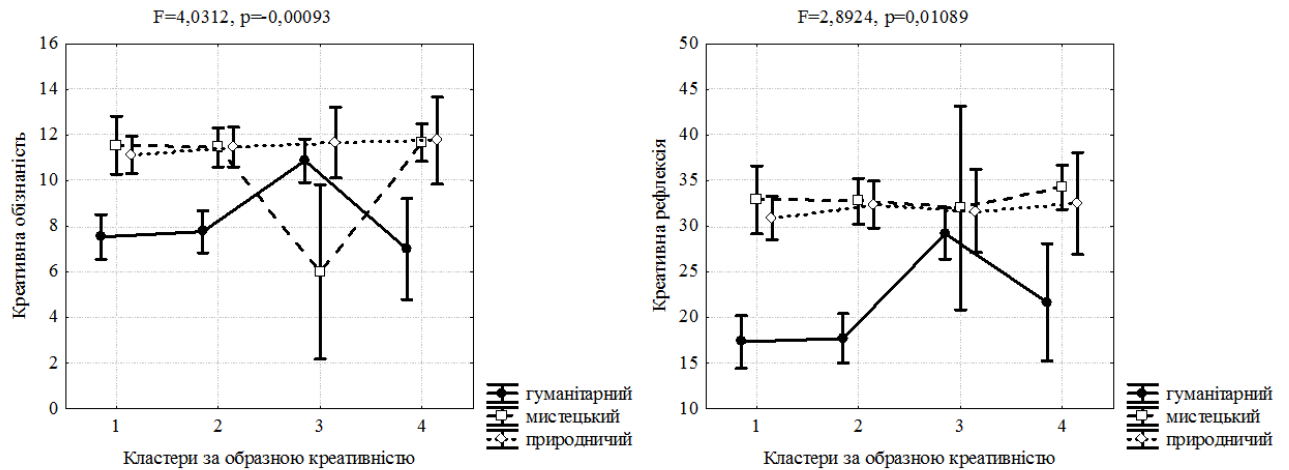 F=4,0312, p=-0,00093
Креативна обізнаність
16
14
12
10
8
6
4
2
0
1 2 3 4
Кластери за образною креативністю
гуманітарний
мистецький
природничий
F=2,8924, p=0,01089
Креативна рефлексія
50
45
40
35
30
25
20
15
10
1 2 3 4
Кластери за образною креативністю
гуманітарний
мистецький
природничий